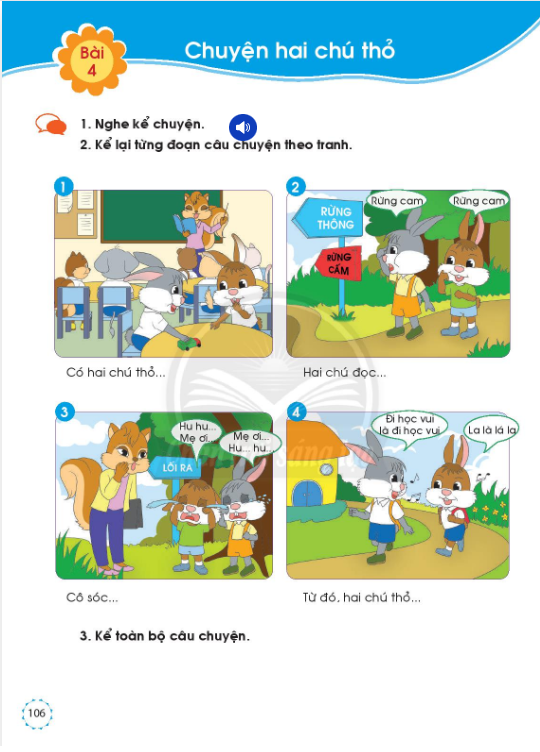 Bài
4
Chuyện hai chú thỏ
1. Nghe kể chuyện.
2. Kể lại từng đoạn câu chuyện theo tranh.
1
2
RỪNG
THÔNG
RỪNG
CẤM
Rừng cam
Rừng cam
Có hai chú thỏ...
Hai chú đọc...
3
4
Hu hu...
Mẹ ơi...
Mẹ ơi...
Hu... hu...
LỐI RA
Đi học vui
là đi học vui
La là lá la
Cô sóc...
Từ đó, hai chú thỏ...
3. Kể toàn bộ câu chuyện.
106